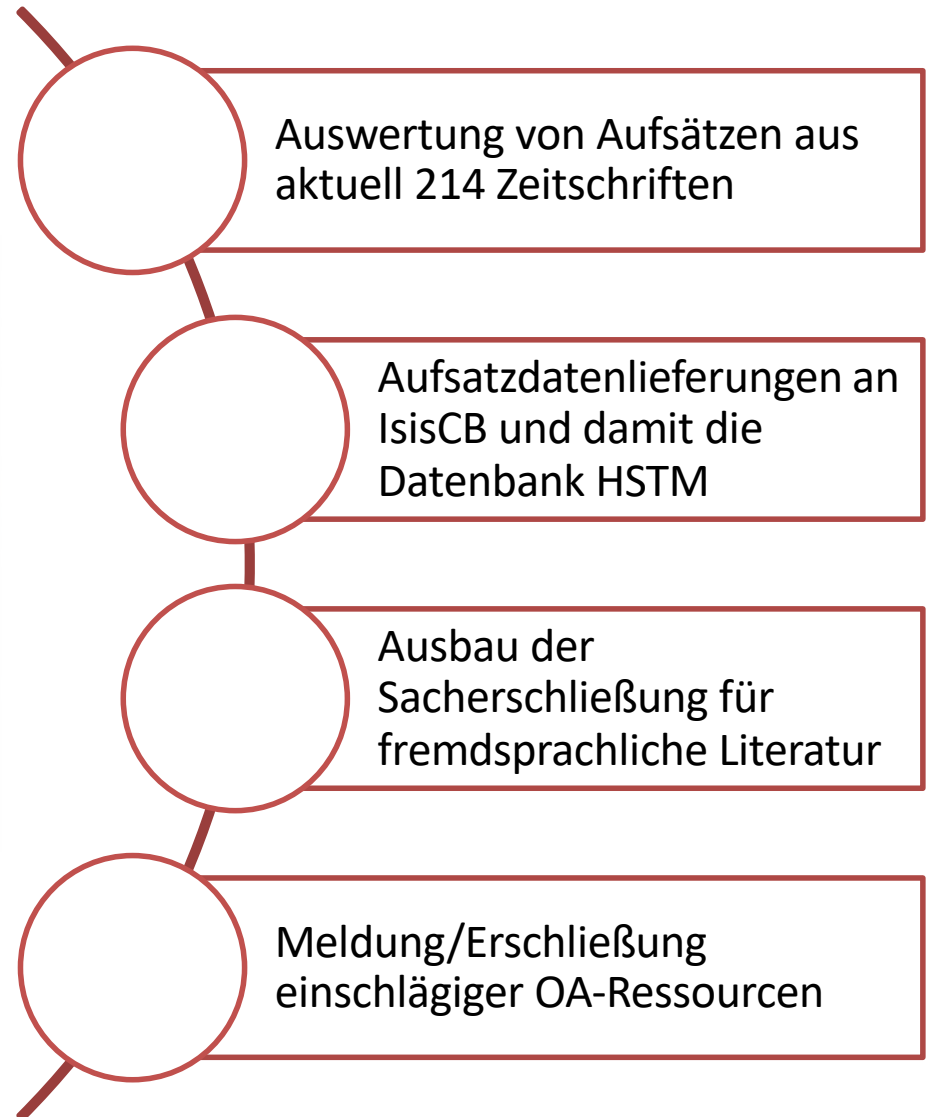 Auswertung von Aufsätzen aus
aktuell 214 Zeitschriften
Aufsatzdatenlieferungen an
IsisCB und damit die
Datenbank HSTM
Ausbau der
Sacherschließung für
fremdsprachliche Literatur
Meldung/Erschließung
einschlägiger OA-Ressourcen